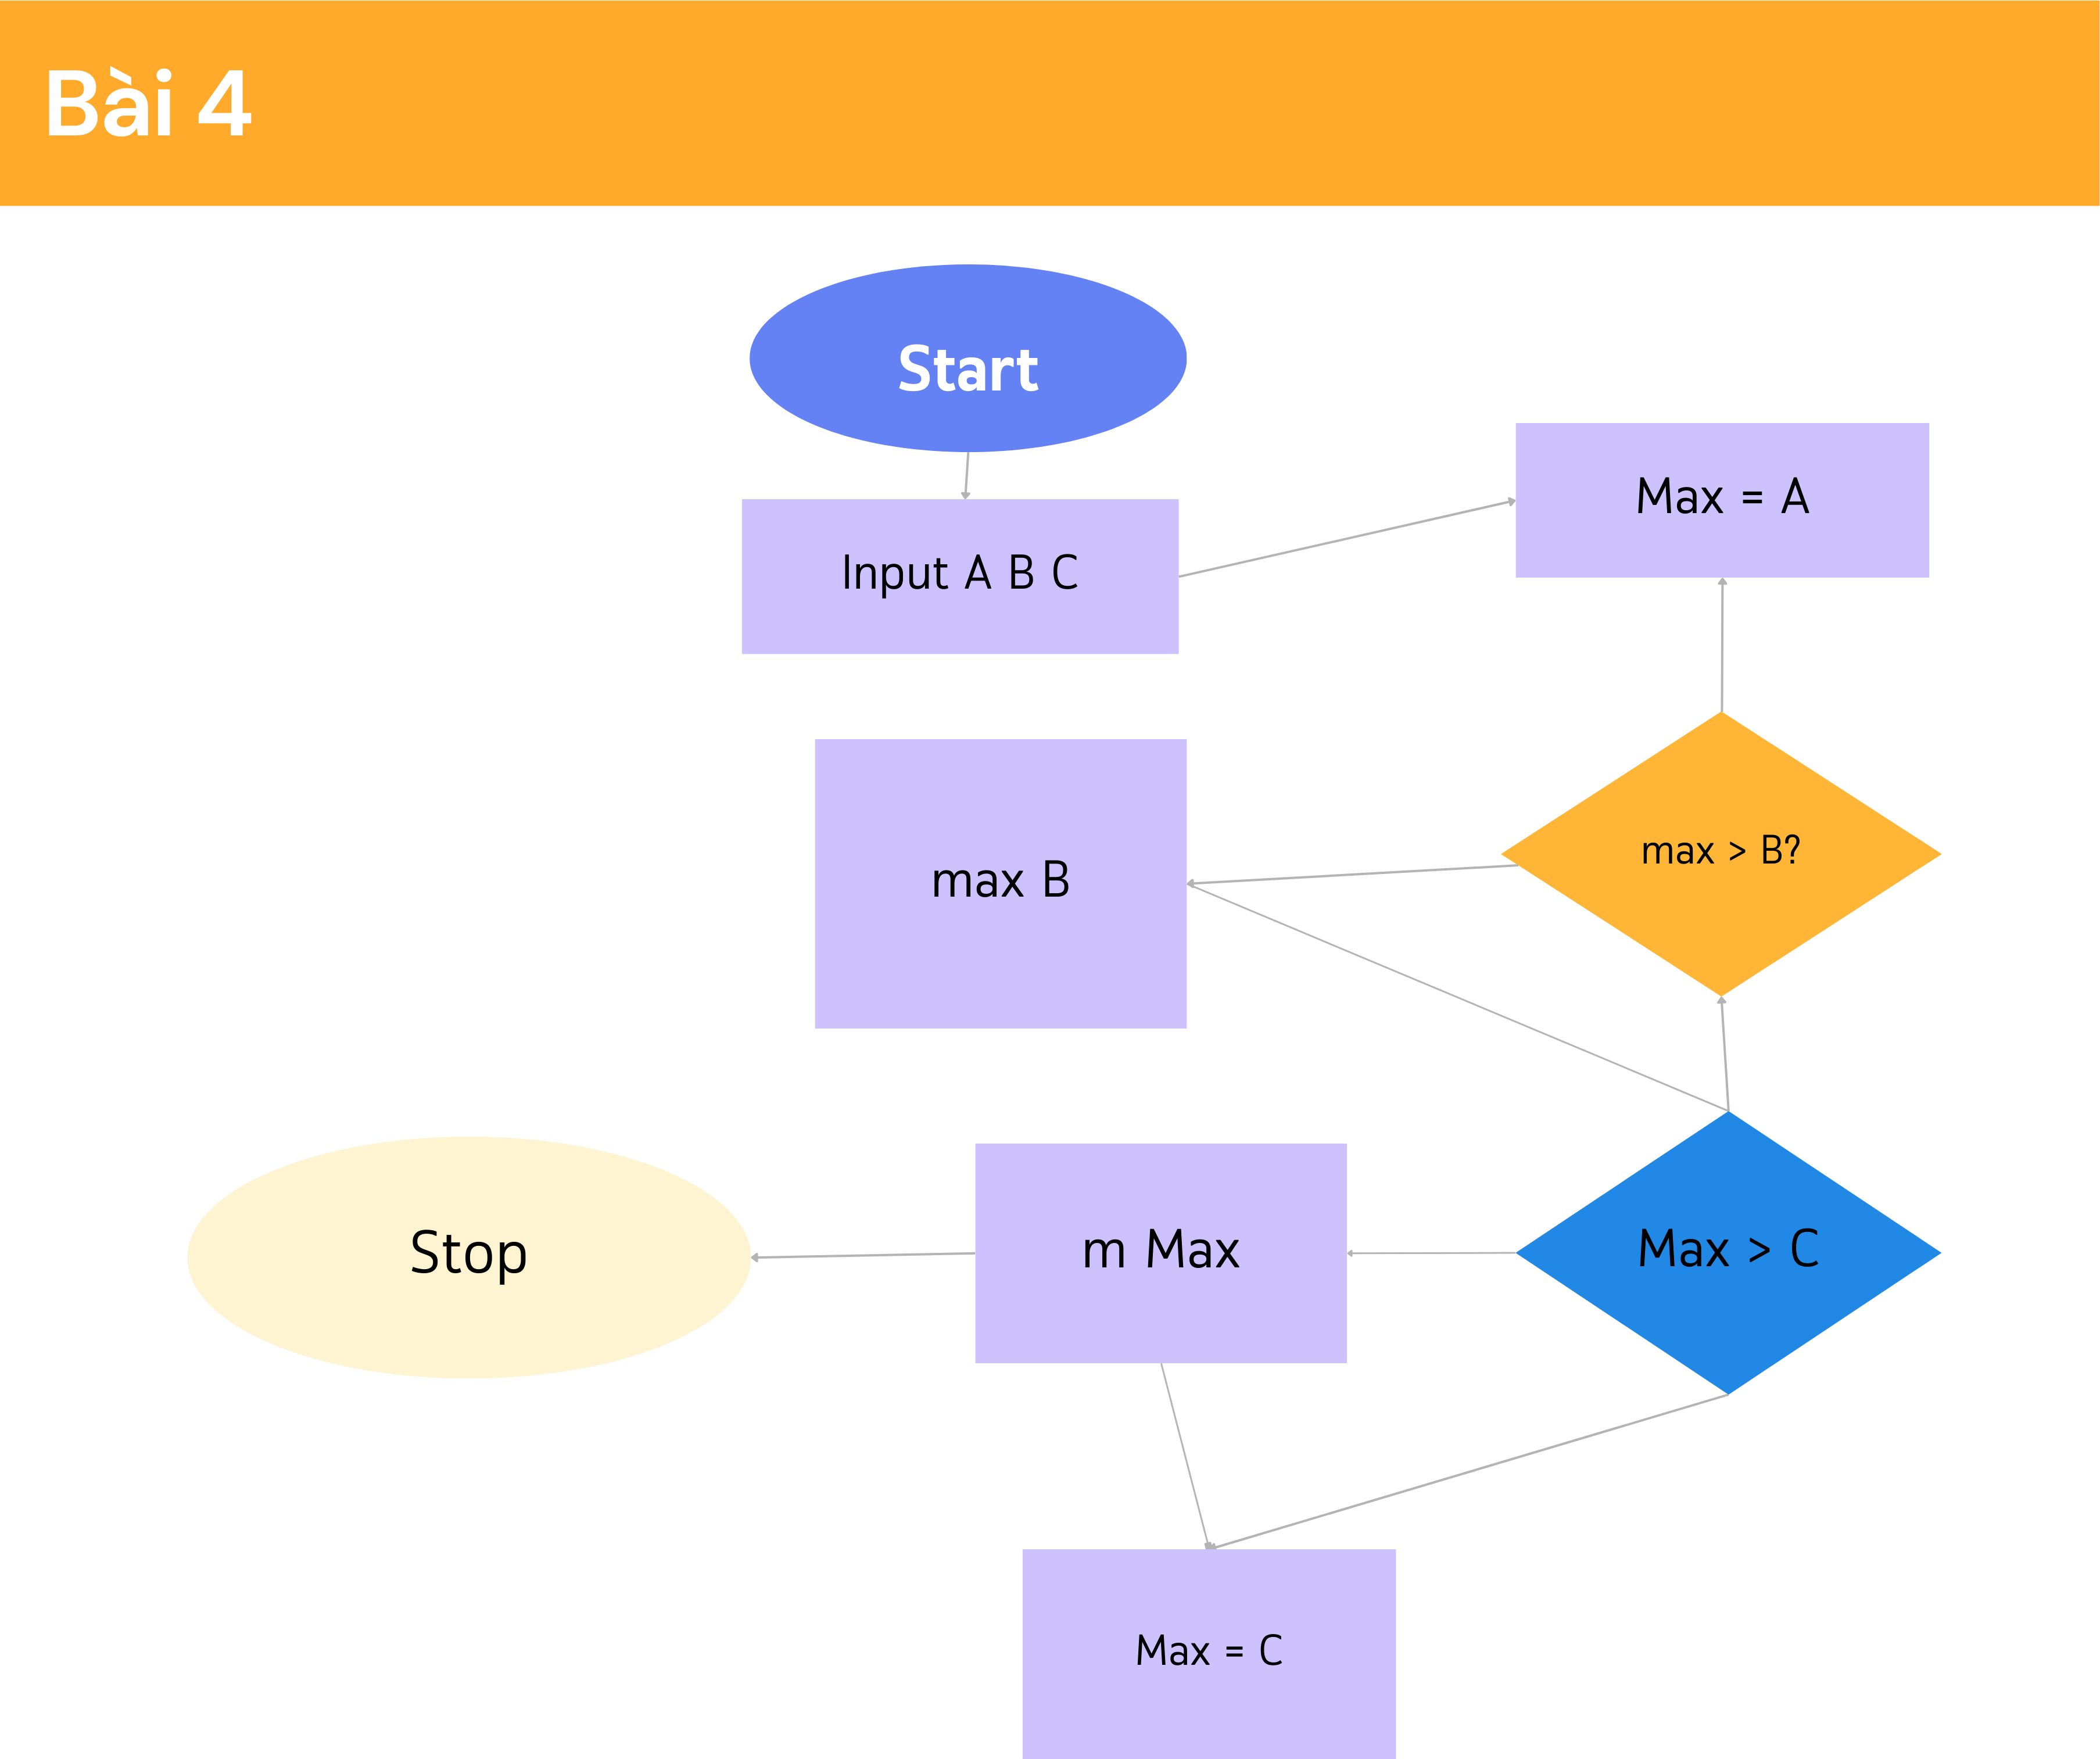 Bài 4
Start
Input A B C
Max = A
max > B?
max B
Max > C
m Max
Stop
Max = C